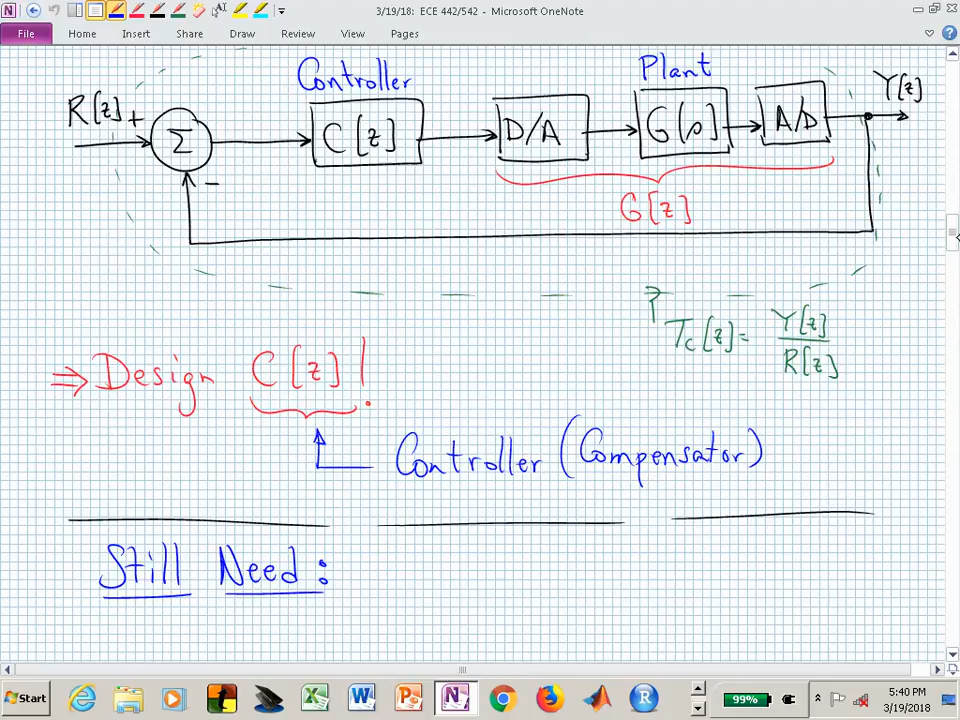 3/19/18: ECE 442/542 - Microsoft OneNote
File Home Insert Share Draw Review View Pages
Controller Plant
R[z] + Σ C[z] D/A G(s) A/D Y[z]
−
G[z]
T_c[z] = Y[z] / R[z]
⇒ Design C[z]!
Controller (Compensator)
Still Need:
Start 99% 5:40 PM
3/19/2018